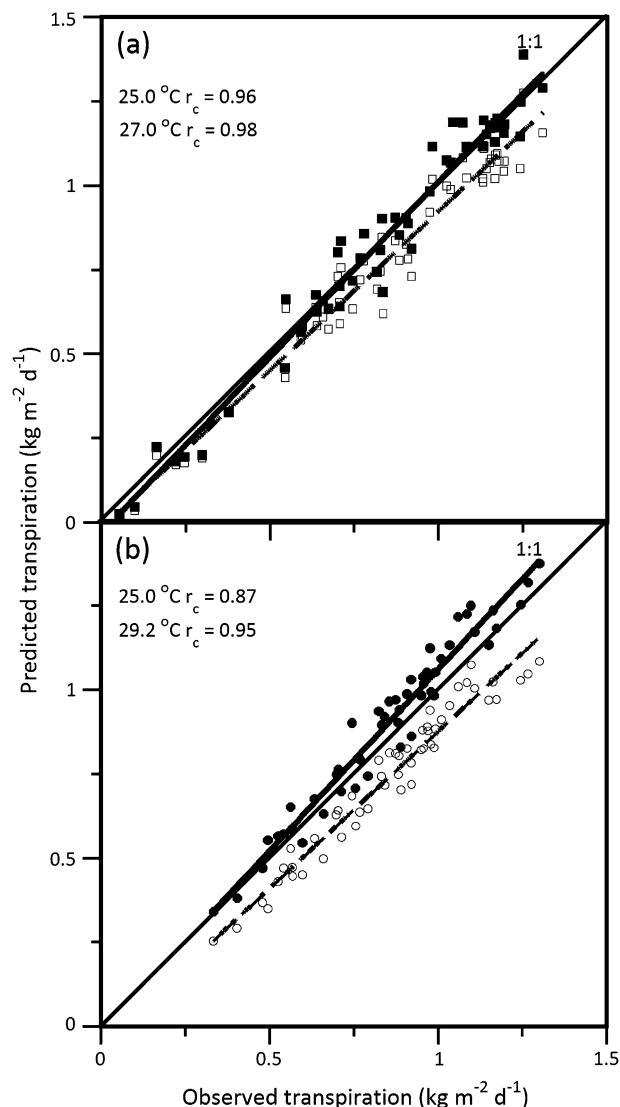 1.5
(a)
1:1
25.0 °C r_c = 0.96
27.0 °C r_c = 0.98
1
0.5
0
(b)
1:1
25.0 °C r_c = 0.87
29.2 °C r_c = 0.95
1
0.5
0
0 0.5 1 1.5
Predicted transpiration (kg m⁻² d⁻¹)
Observed transpiration (kg m⁻² d⁻¹)